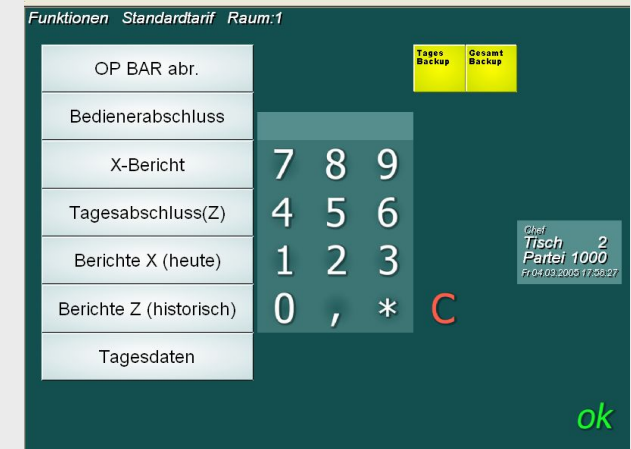 Funktionen Standardtarif Raum:1
OP BAR abr.
Tages Gesamt
Backup Backup
Bedienerabschluss
X-Bericht
7 8 9
Tagesabschluss(Z)
4 5 6
Chef
Tisch 2
Partei 1000
Fr 04.03.2005 17:56:27
Berichte X (heute)
1 2 3
Berichte Z (historisch)
0 , * C
Tagesdaten
ok